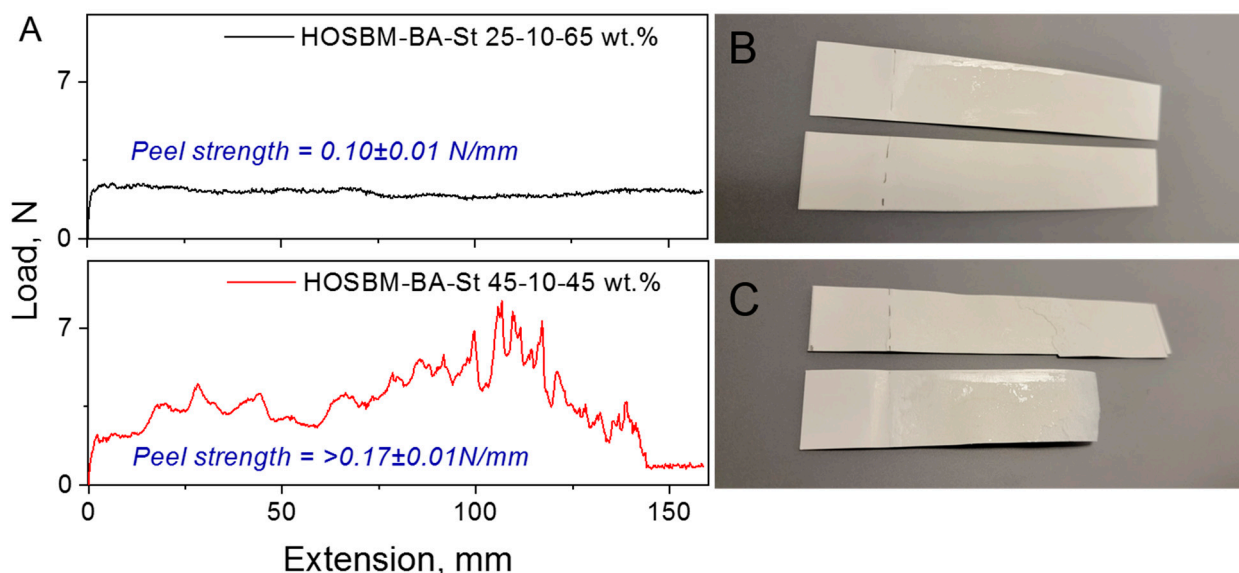 A
HOSBM-BA-St 25-10-65 wt.%
7
Peel strength = 0.10±0.01 N/mm
0
HOSBM-BA-St 45-10-45 wt.%
7
Peel strength = >0.17±0.01N/mm
0
0 50 100 150
Load, N
Extension, mm
B
C